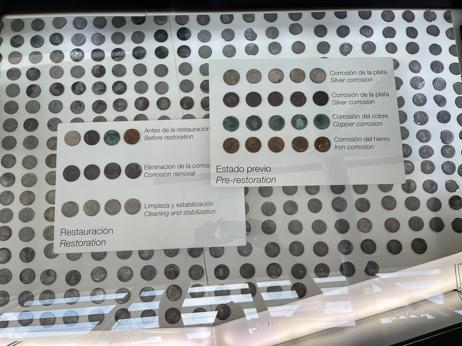 Corrosión de la plata
Silver corrosion
Corrosión de la plata
Silver corrosion
Corrosión del cobre
Copper corrosion
Corrosión del hierro
Iron corrosion
Estado previo
Pre-restoration
Antes de la restauración
Before restoration
Eliminacion de la corros
Corrosion removal
Limpieza y estabilización
Cleaning and stabilization
Restauración
Restoration